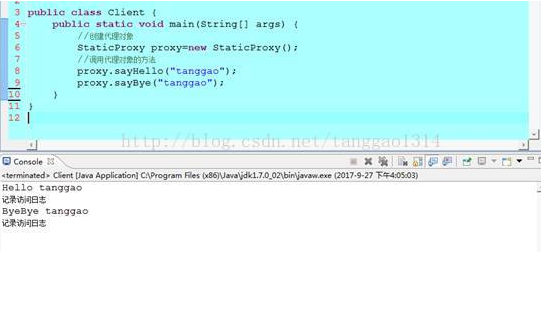 3 public class Client {
4 public static void main(String[] args) {
5 //创建代理对象
6 StaticProxy proxy=new StaticProxy();
7 //调用代理对象的方法
8 proxy.sayHello("tanggao");
9 proxy.sayBye("tanggao");
10 }
11 }
12
http://blog.csdn.net/tanggao1314
Console
<terminated> Client [Java Application] C:\Program Files (x86)\Java\jdk1.7.0_02\bin\javaw.exe (2017-9-27 下午4:05:03)
Hello tanggao
记录访问日志
ByeBye tanggao
记录访问日志